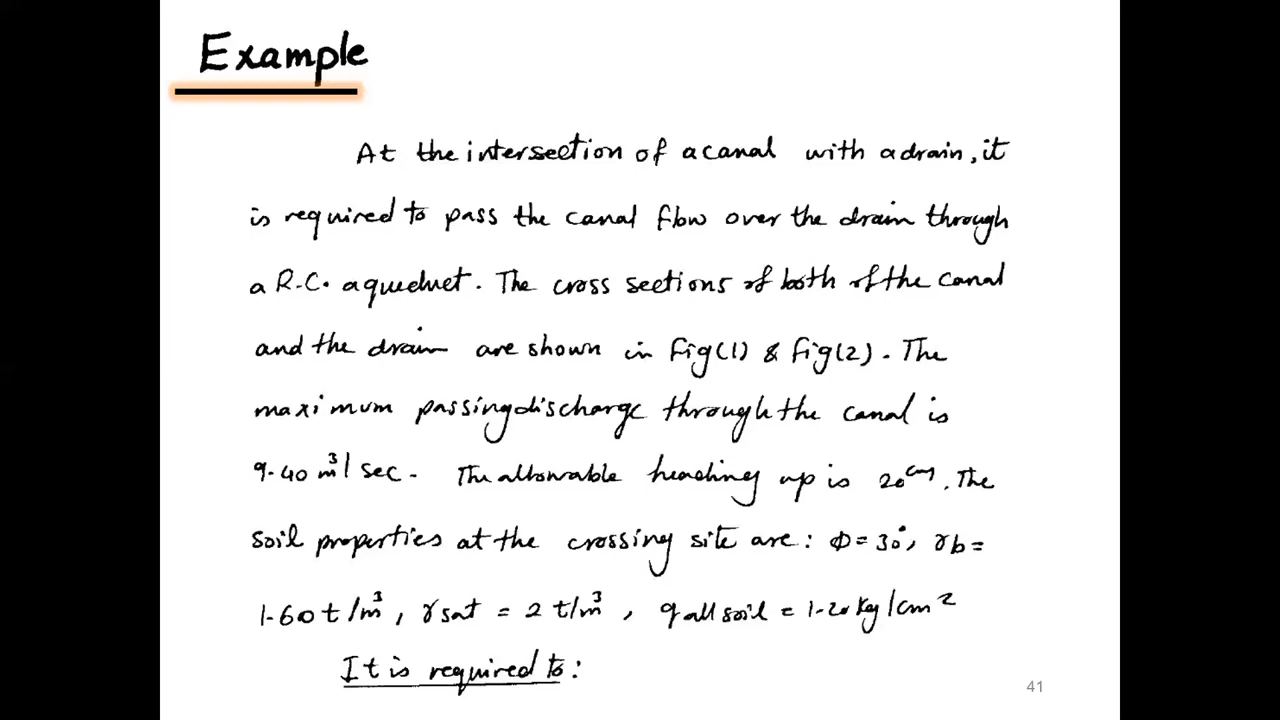 Example
At the intersection of a canal with a drain, it
is required to pass the canal flow over the drain through
a R.C. aqueduct. The cross sections of both of the canal
and the drain are shown in Fig(1) & Fig(2). The
maximum passing discharge through the canal is
9.40 m³/sec. The allowable heading up is 20cm. The
soil properties at the crossing site are: Φ=30°, γb=
1.60 t/m³, γsat = 2 t/m³, qall soil = 1.20 kg/cm²
It is required to:
41